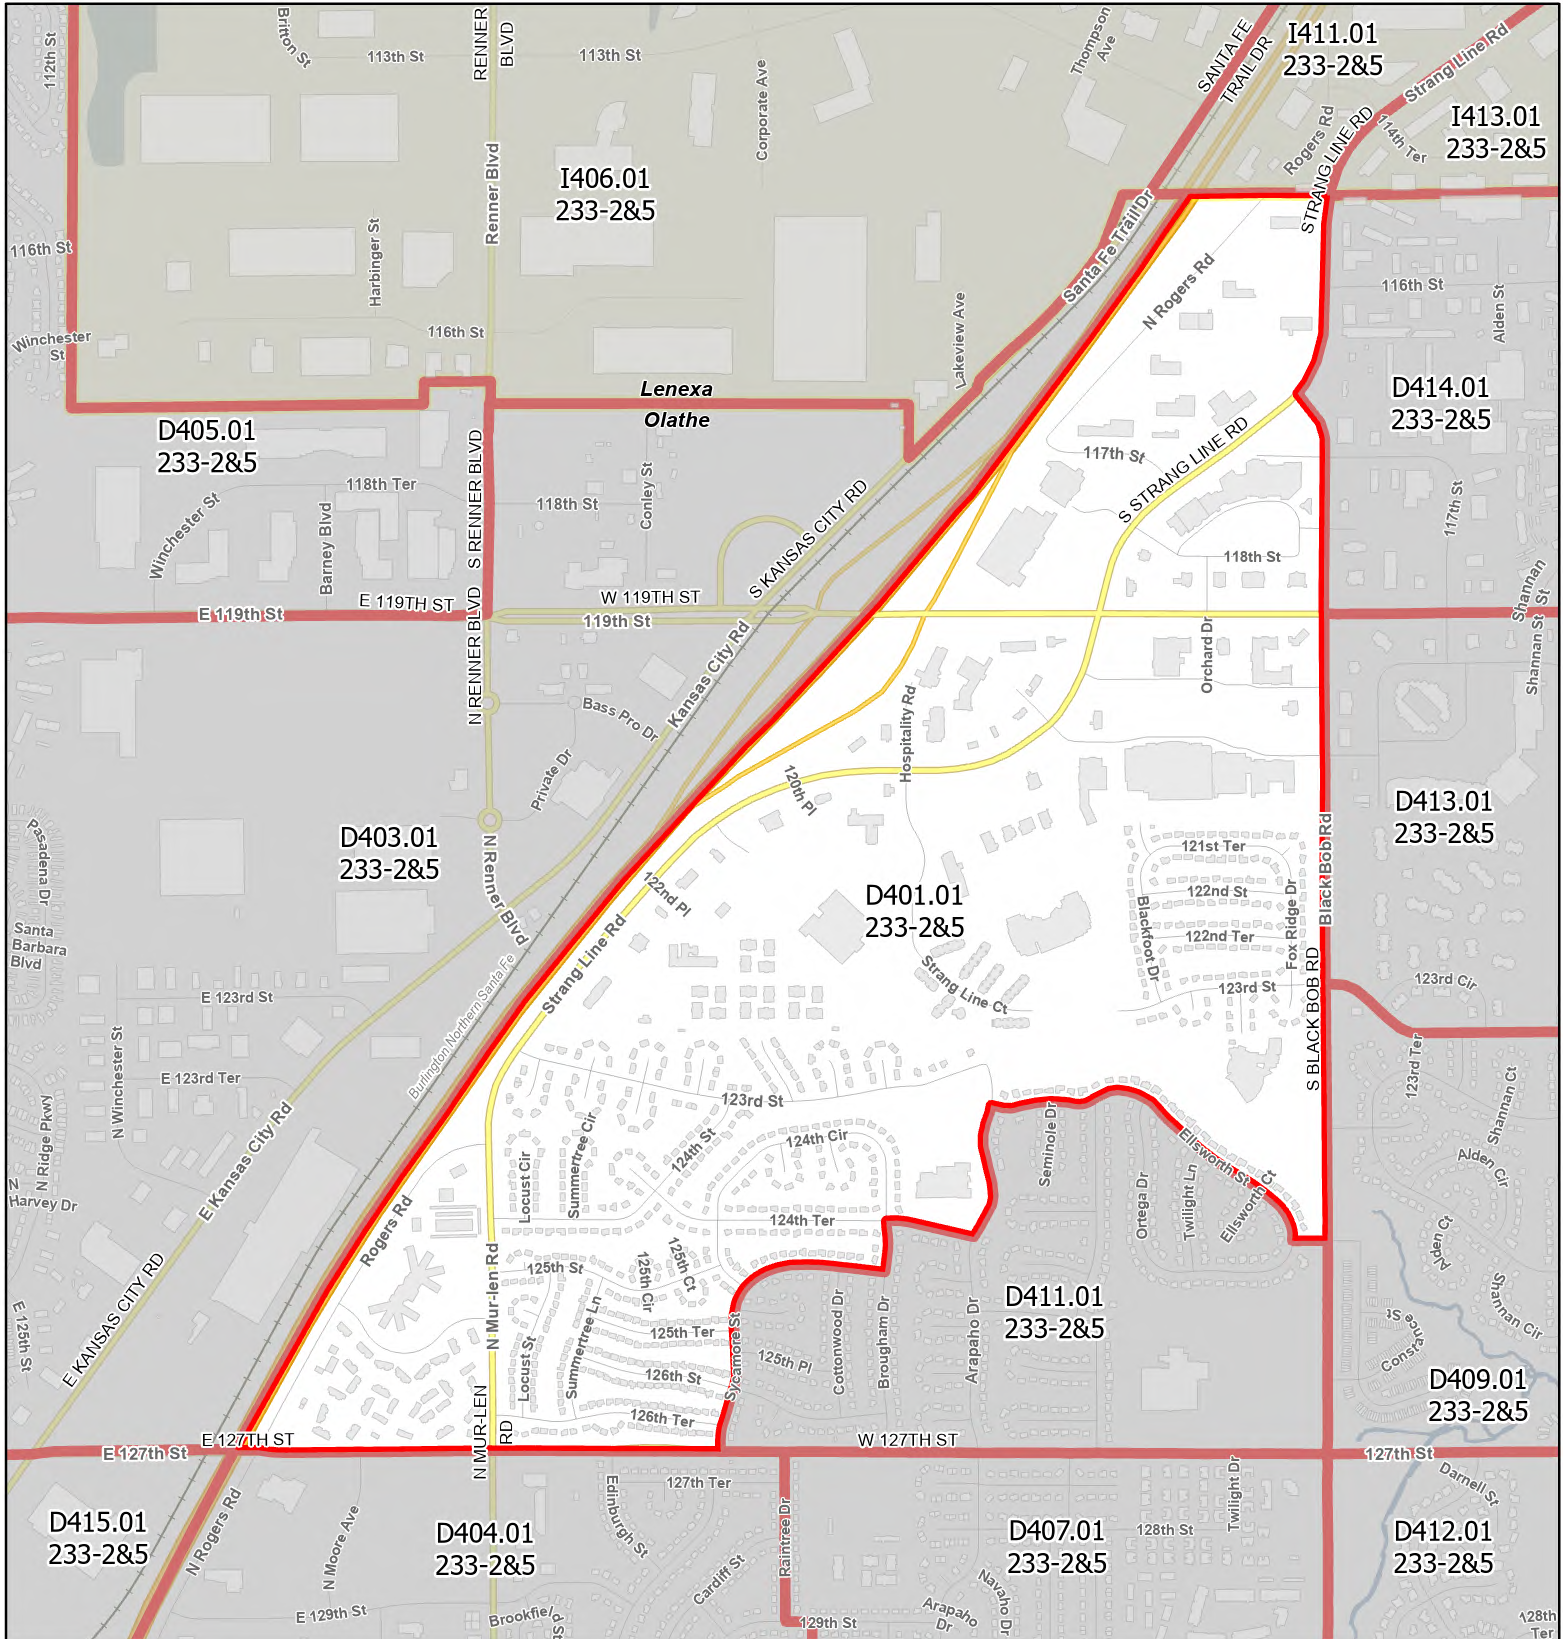 112th St
Britton St
113th St
RENNER BLVD
113th St
Corporate Ave
Thompson Ave
SANTA FE TRAIL DR
I411.01
233-2&5
Strang Line Rd
Rogers Rd
STRANG LINE RD
114th Ter
I413.01
233-2&5
I406.01
233-2&5
Renner Blvd
Harbinger St
116th St
Winchester St
116th St
Lakeview Ave
Santa Fe Trail Dr
N Rogers Rd
116th St
Alden St
Lenexa
Olathe
D405.01
233-2&5
D414.01
233-2&5
118th Ter
Winchester St
Barney Blvd
S RENNER BLVD
118th St
Conley St
S KANSAS CITY RD
117th St
S STRANG LINE RD
118th St
117th St
Shannan St
E 119th St
E 119TH ST
W 119TH ST
119th St
N RENNER BLVD
Kansas City Rd
Bass Pro Dr
Private Dr
Hospitality Rd
Orchard Dr
Shannan St
120th Pl
D403.01
233-2&5
N Renner Blvd
Pasadena Dr
Santa Barbara Blvd
D413.01
233-2&5
Black Bob Rd
121st Ter
122nd St
122nd Ter
Blackfoot Dr
Fox Ridge Dr
123rd St
122nd Pl
D401.01
233-2&5
Strang Line Rd
Strang Line Ct
S BLACK BOB RD
123rd Cir
123rd Ter
E 123rd St
N Winchester St
E 123rd Ter
Burlington Northern Santa Fe
N Ridge Pkwy
N Harvey Dr
E Kansas City Rd
123rd St
124th St
124th Cir
Summertree Cir
Locust Cir
124th Ter
Seminole Dr
Ellsworth St
Ellsworth Ct
Ortega Dr
Twilight Ln
Shannan Ct
Alden Cir
Alden Ct
Shannan Cir
Rogers Rd
N Mur-len Rd
125th St
125th Cir
125th Ct
Locust St
Summertree Ln
125th Ter
126th St
126th Ter
Sycamore St
125th Pl
Cottonwood Dr
Brougham Dr
Arapaho Dr
D411.01
233-2&5
Constance St
D409.01
233-2&5
E KANSAS CITY RD
E 125th St
E 127th St
E 127TH ST
N MUR-LEN RD
W 127TH ST
127th St
D415.01
233-2&5
N Rogers Rd
N Moore Ave
E 129th St
D404.01
233-2&5
Brookfield St
Edinburgh St
127th Ter
Cardiff St
Raintree Dr
129th St
D407.01
233-2&5
Arapaho Dr
Navaho Dr
128th St
Twilight Dr
Darnell St
D412.01
233-2&5
128th Ter